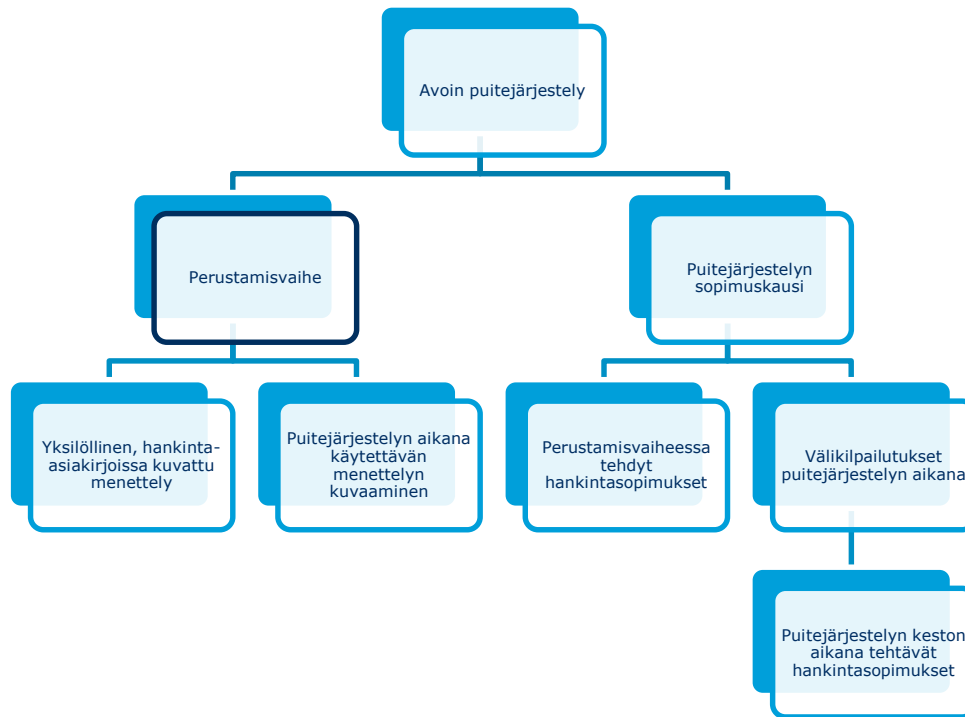 Avoin puitejärjestely
Perustamisvaihe
Puitejärjestelyn
sopimuskausi
Yksilöllinen, hankinta-
asiakirjoissa kuvattu
menettely
Puitejärjestelyn aikana
käytettävän
menettelyn
kuvaaminen
Perustamisvaiheessa
tehdyt
hankintasopimukset
Välikilpailutukset
puitejärjestelyn aikana
Puitejärjestelyn keston
aikana tehtävät
hankintasopimukset